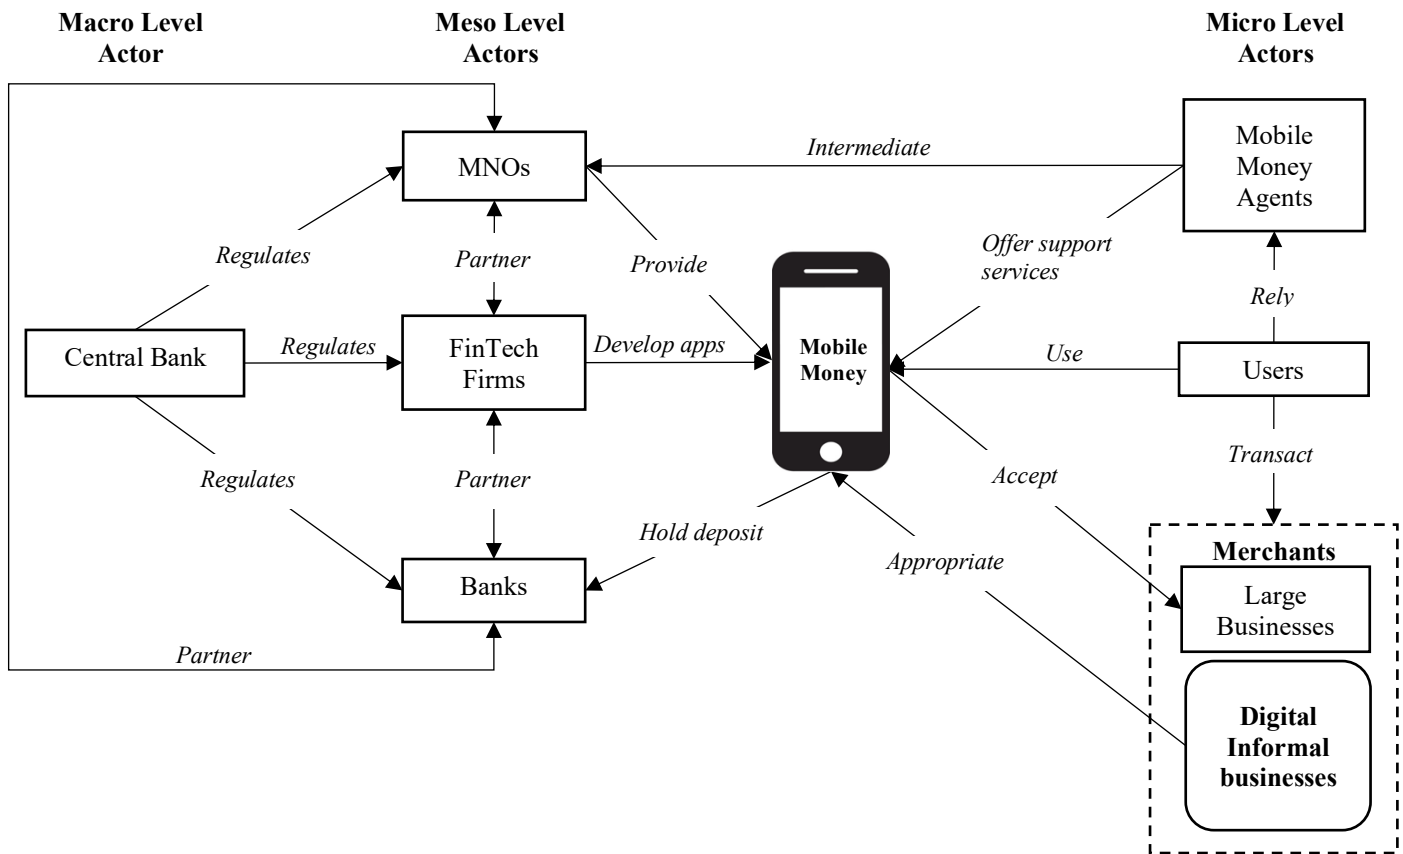 Macro Level
Actor
Meso Level
Actors
Micro Level
Actors
MNOs
Intermediate
Mobile
Money
Agents
Regulates
Partner
Provide
Offer support
services
Rely
Central Bank
Regulates
FinTech
Firms
Develop apps
Mobile
Money
Use
Users
Regulates
Partner
Accept
Transact
Hold deposit
Appropriate
Banks
Merchants
Large
Businesses
Partner
Digital
Informal
businesses